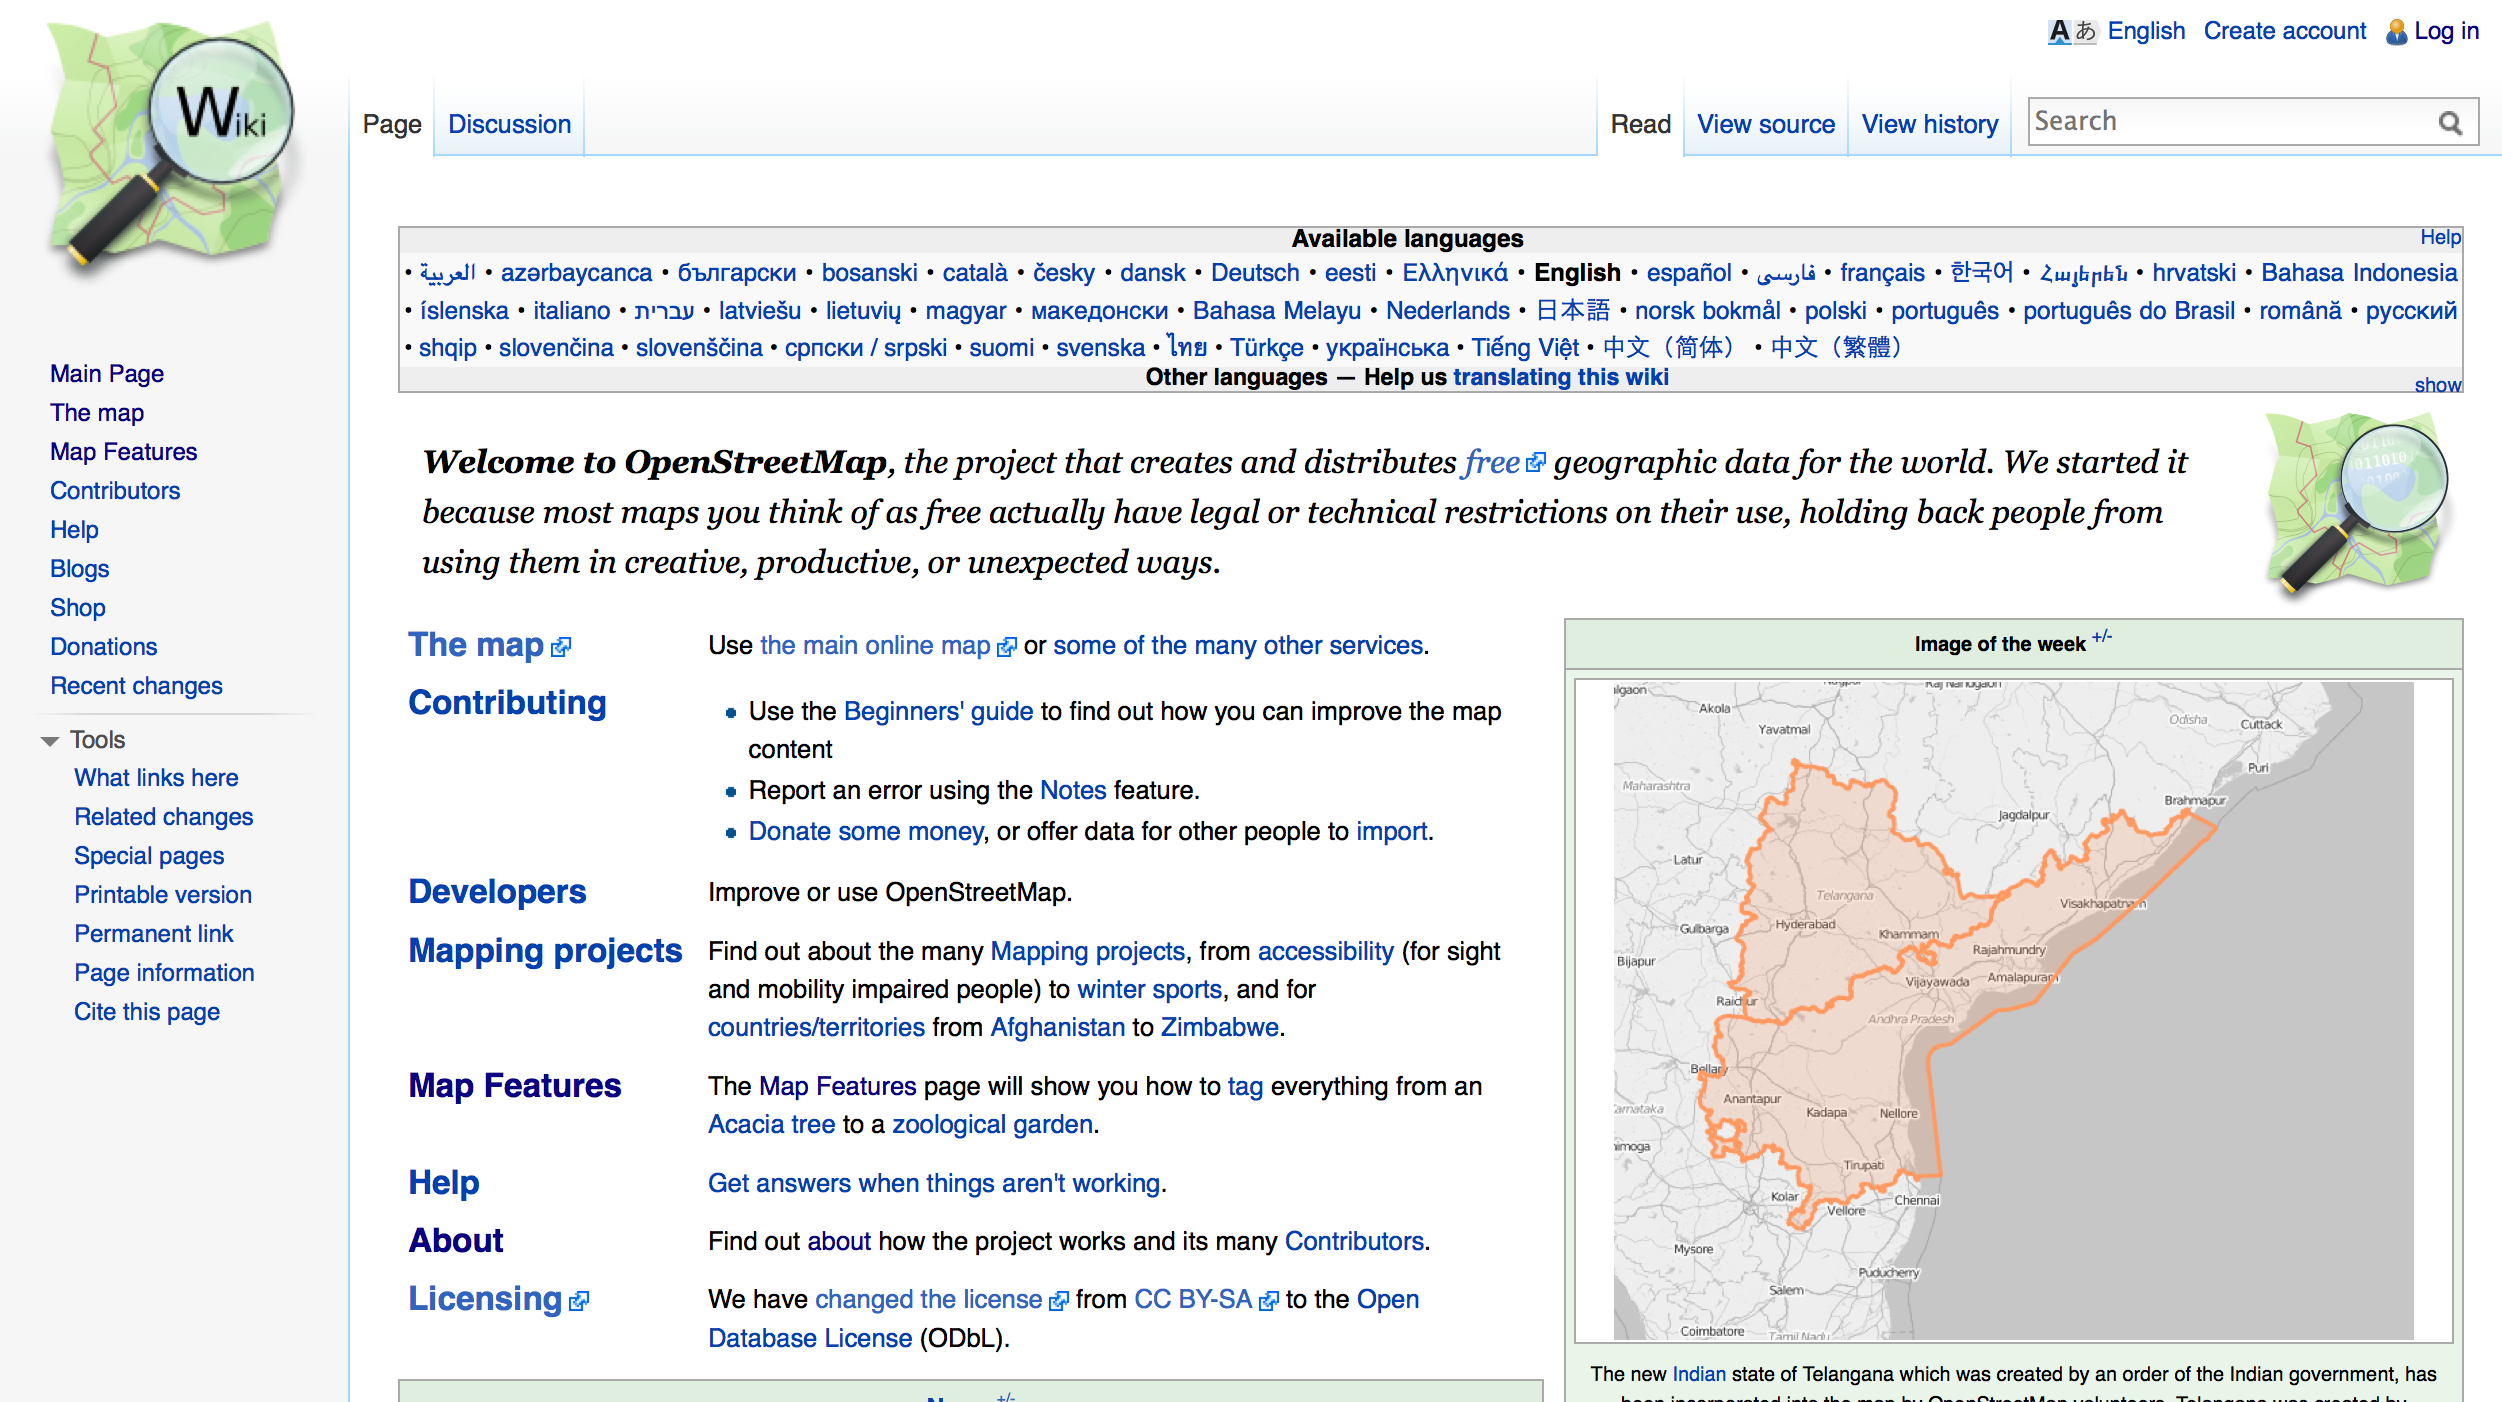 Wiki
English Create account Log in
Page Discussion Read View source View history Search
Main Page
The map
Map Features
Contributors
Help
Blogs
Shop
Donations
Recent changes
Tools
What links here
Related changes
Special pages
Printable version
Permanent link
Page information
Cite this page
Available languages Help
• العربية • azərbaycanca • български • bosanski • català • česky • dansk • Deutsch • eesti • Ελληνικά • English • español • فارسی • français • 한국어 • Հայերեն • hrvatski • Bahasa Indonesia
• íslenska • italiano • עברית • latviešu • lietuvių • magyar • македонски • Bahasa Melayu • Nederlands • 日本語 • norsk bokmål • polski • português • português do Brasil • română • русский
• shqip • slovenčina • slovenščina • српски / srpski • suomi • svenska • ไทย • Türkçe • українська • Tiếng Việt • 中文（简体） • 中文（繁體）
Other languages — Help us translating this wiki show
Welcome to OpenStreetMap, the project that creates and distributes free geographic data for the world. We started it
because most maps you think of as free actually have legal or technical restrictions on their use, holding back people from
using them in creative, productive, or unexpected ways.
The map Use the main online map or some of the many other services.
Contributing
• Use the Beginners' guide to find out how you can improve the map
content
• Report an error using the Notes feature.
• Donate some money, or offer data for other people to import.
Developers Improve or use OpenStreetMap.
Mapping projects Find out about the many Mapping projects, from accessibility (for sight
and mobility impaired people) to winter sports, and for
countries/territories from Afghanistan to Zimbabwe.
Map Features The Map Features page will show you how to tag everything from an
Acacia tree to a zoological garden.
Help Get answers when things aren't working.
About Find out about how the project works and its many Contributors.
Licensing We have changed the license from CC BY-SA to the Open
Database License (ODbL).
Image of the week +/-
Akola
Yavatmal
Odisha
Cuttack
Puri
Maharashtra
Brahmapur
Jagdalpur
Latur
Telangana
Visakhapatnam
Hyderabad
Gulbarga
Khammam
Rajahmundry
Bijapur
Vijayawada
Amalapuram
Raichur
Andhra Pradesh
Bellary
Anantapur
Kadapa
Nellore
Tirupati
Kolar
Chennai
Vellore
Mysore
Puducherry
Salem
Coimbatore
Tamil Nadu
The new Indian state of Telangana which was created by an order of the Indian government, has
been incorporated into the map by OpenStreetMap volunteers. Telangana was created by